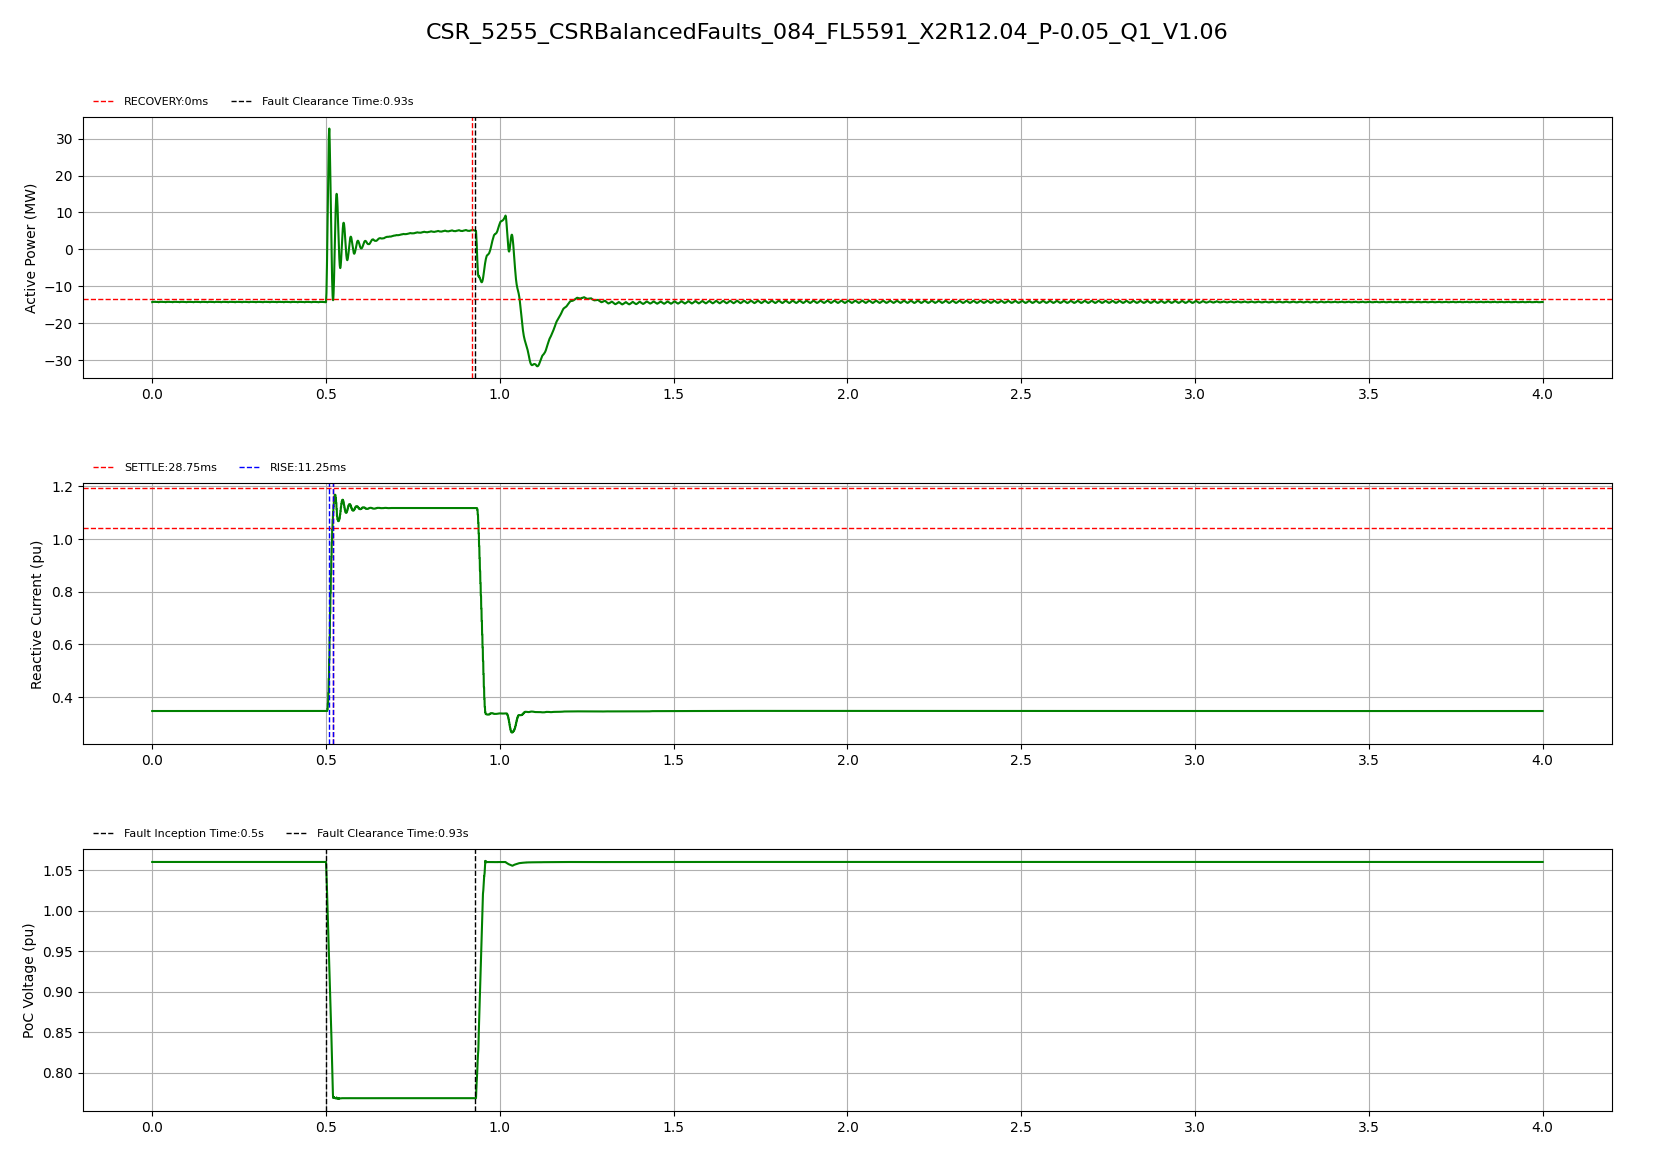 CSR_5255_CSRBalancedFaults_084_FL5591_X2R12.04_P-0.05_Q1_V1.06
RECOVERY:0ms Fault Clearance Time:0.93s
Active Power (MW)
30
20
10
0
−10
−20
−30
0.0 0.5 1.0 1.5 2.0 2.5 3.0 3.5 4.0
SETTLE:28.75ms RISE:11.25ms
Reactive Current (pu)
1.2
1.0
0.8
0.6
0.4
0.0 0.5 1.0 1.5 2.0 2.5 3.0 3.5 4.0
Fault Inception Time:0.5s Fault Clearance Time:0.93s
PoC Voltage (pu)
1.05
1.00
0.95
0.90
0.85
0.80
0.0 0.5 1.0 1.5 2.0 2.5 3.0 3.5 4.0